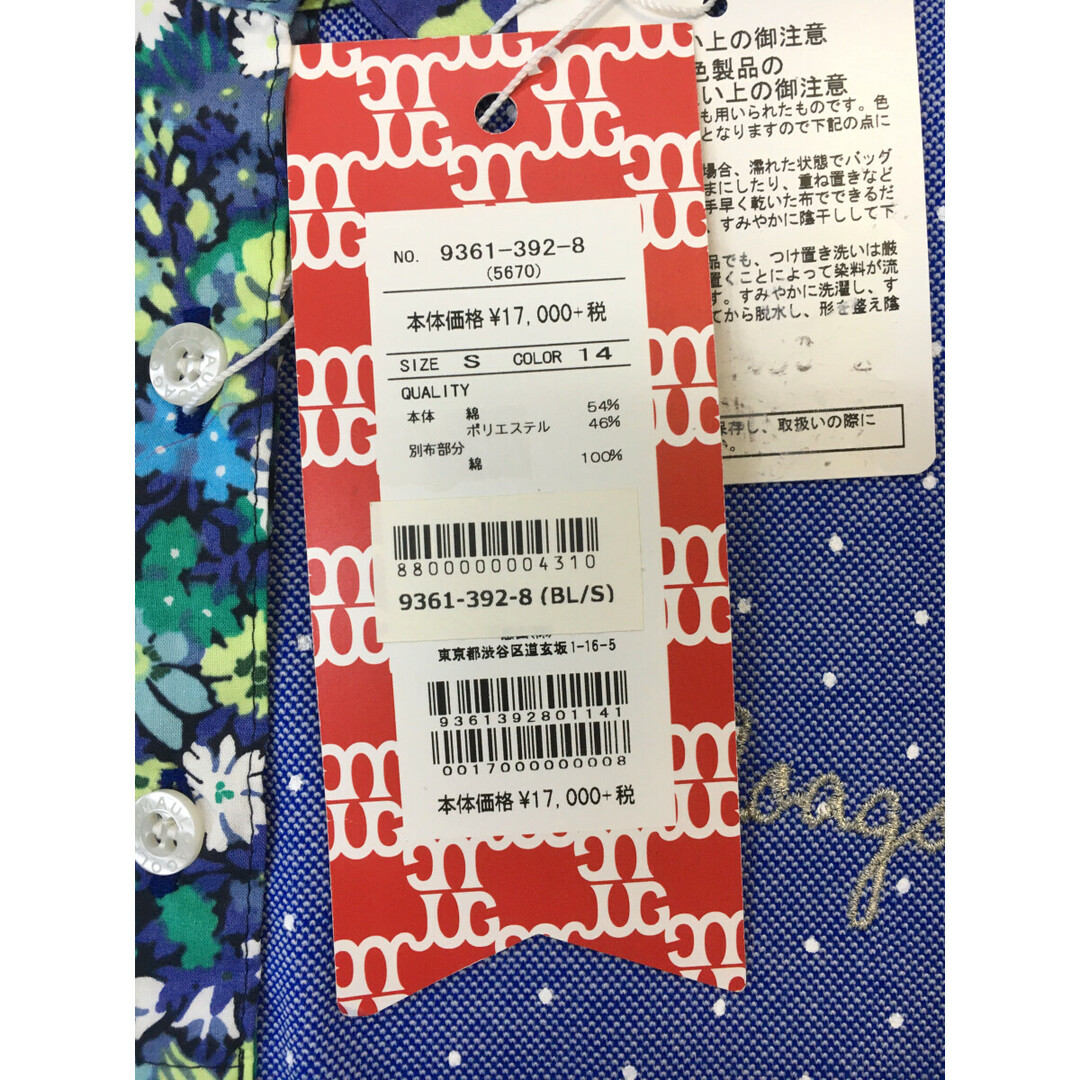 い上の御注意
色製品の
い上の御注意
も用いられたものです。色
となりますので下記の点に
場合、濡れた状態でバッグ
まにしたり、重ね置きなど
手早く乾いた布でできるだ
、すみやかに陰干しして下
品でも、つけ置き洗いは厳
置くことによって染料が流
す。すみやかに洗濯し、す
てから脱水し、形を整え陰
保存し、取扱いの際に
NO. 9361-392-8
(5670)
本体価格 ¥17,000+税
SIZE S COLOR 14
QUALITY
本体 綿 54%
ポリエステル 46%
別布部分
綿 100%
8800000004310
9361-392-8 (BL/S)
東京都渋谷区道玄坂1-16-5
9361392801141
0017000000008
本体価格 ¥17,000+税